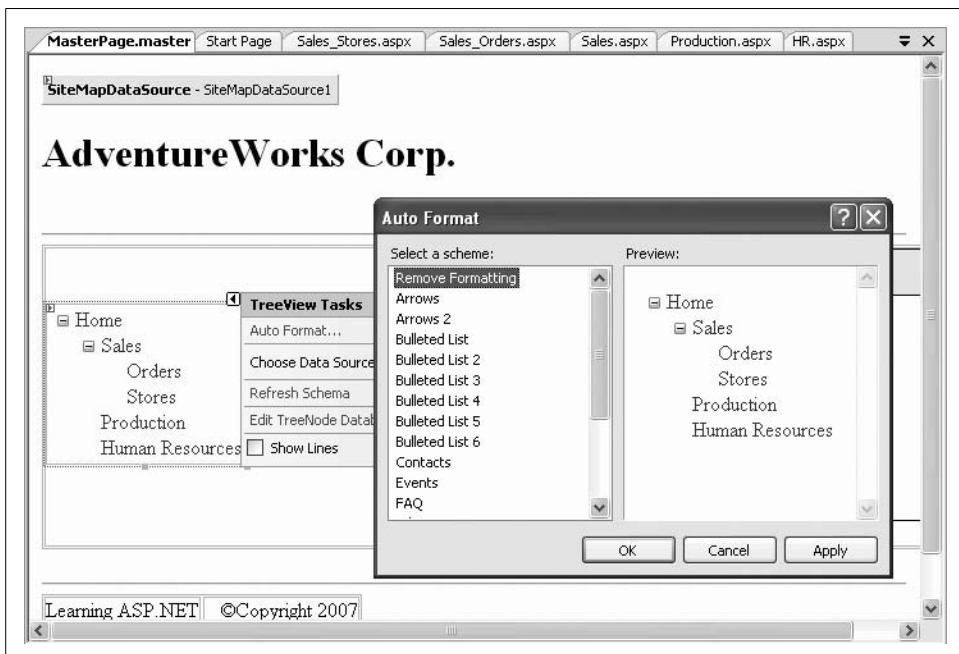 MasterPage.master Start Page Sales_Stores.aspx Sales_Orders.aspx Sales.aspx Production.aspx HR.aspx
SiteMapDataSource - SiteMapDataSource1
AdventureWorks Corp.
Home
Sales
Orders
Stores
Production
Human Resources
TreeView Tasks
Auto Format...
Choose Data Source
Refresh Schema
Edit TreeNode Datab
Show Lines
Auto Format
Select a scheme:
Remove Formatting
Arrows
Arrows 2
Bulleted List
Bulleted List 2
Bulleted List 3
Bulleted List 4
Bulleted List 5
Bulleted List 6
Contacts
Events
FAQ
Preview:
Home
Sales
Orders
Stores
Production
Human Resources
OK Cancel Apply
Learning ASP.NET ©Copyright 2007